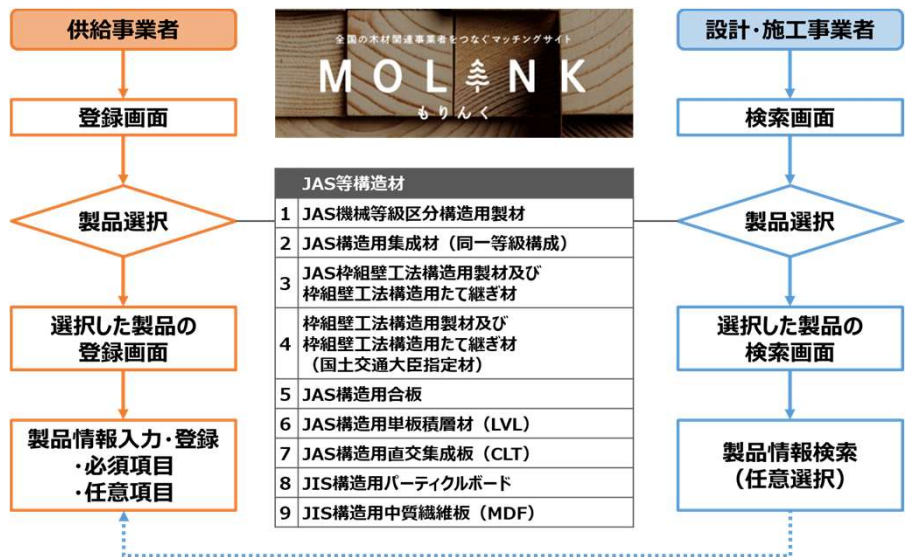 供給事業者
登録画面
製品選択
選択した製品の
登録画面
製品情報入力・登録
・必須項目
・任意項目
全国の木材関連事業者をつなぐマッチングサイト
MOLINK
もりんく
JAS等構造材
1 JAS機械等級区分構造用製材
2 JAS構造用集成材（同一等級構成）
3 JAS枠組壁工法構造用製材及び
枠組壁工法構造用たて継ぎ材
4 枠組壁工法構造用製材及び
枠組壁工法構造用たて継ぎ材
（国土交通大臣指定材）
5 JAS構造用合板
6 JAS構造用単板積層材（LVL）
7 JAS構造用直交集成板（CLT）
8 JIS構造用パーティクルボード
9 JIS構造用中質繊維板（MDF）
設計・施工事業者
検索画面
製品選択
選択した製品の
検索画面
製品情報検索
（任意選択）